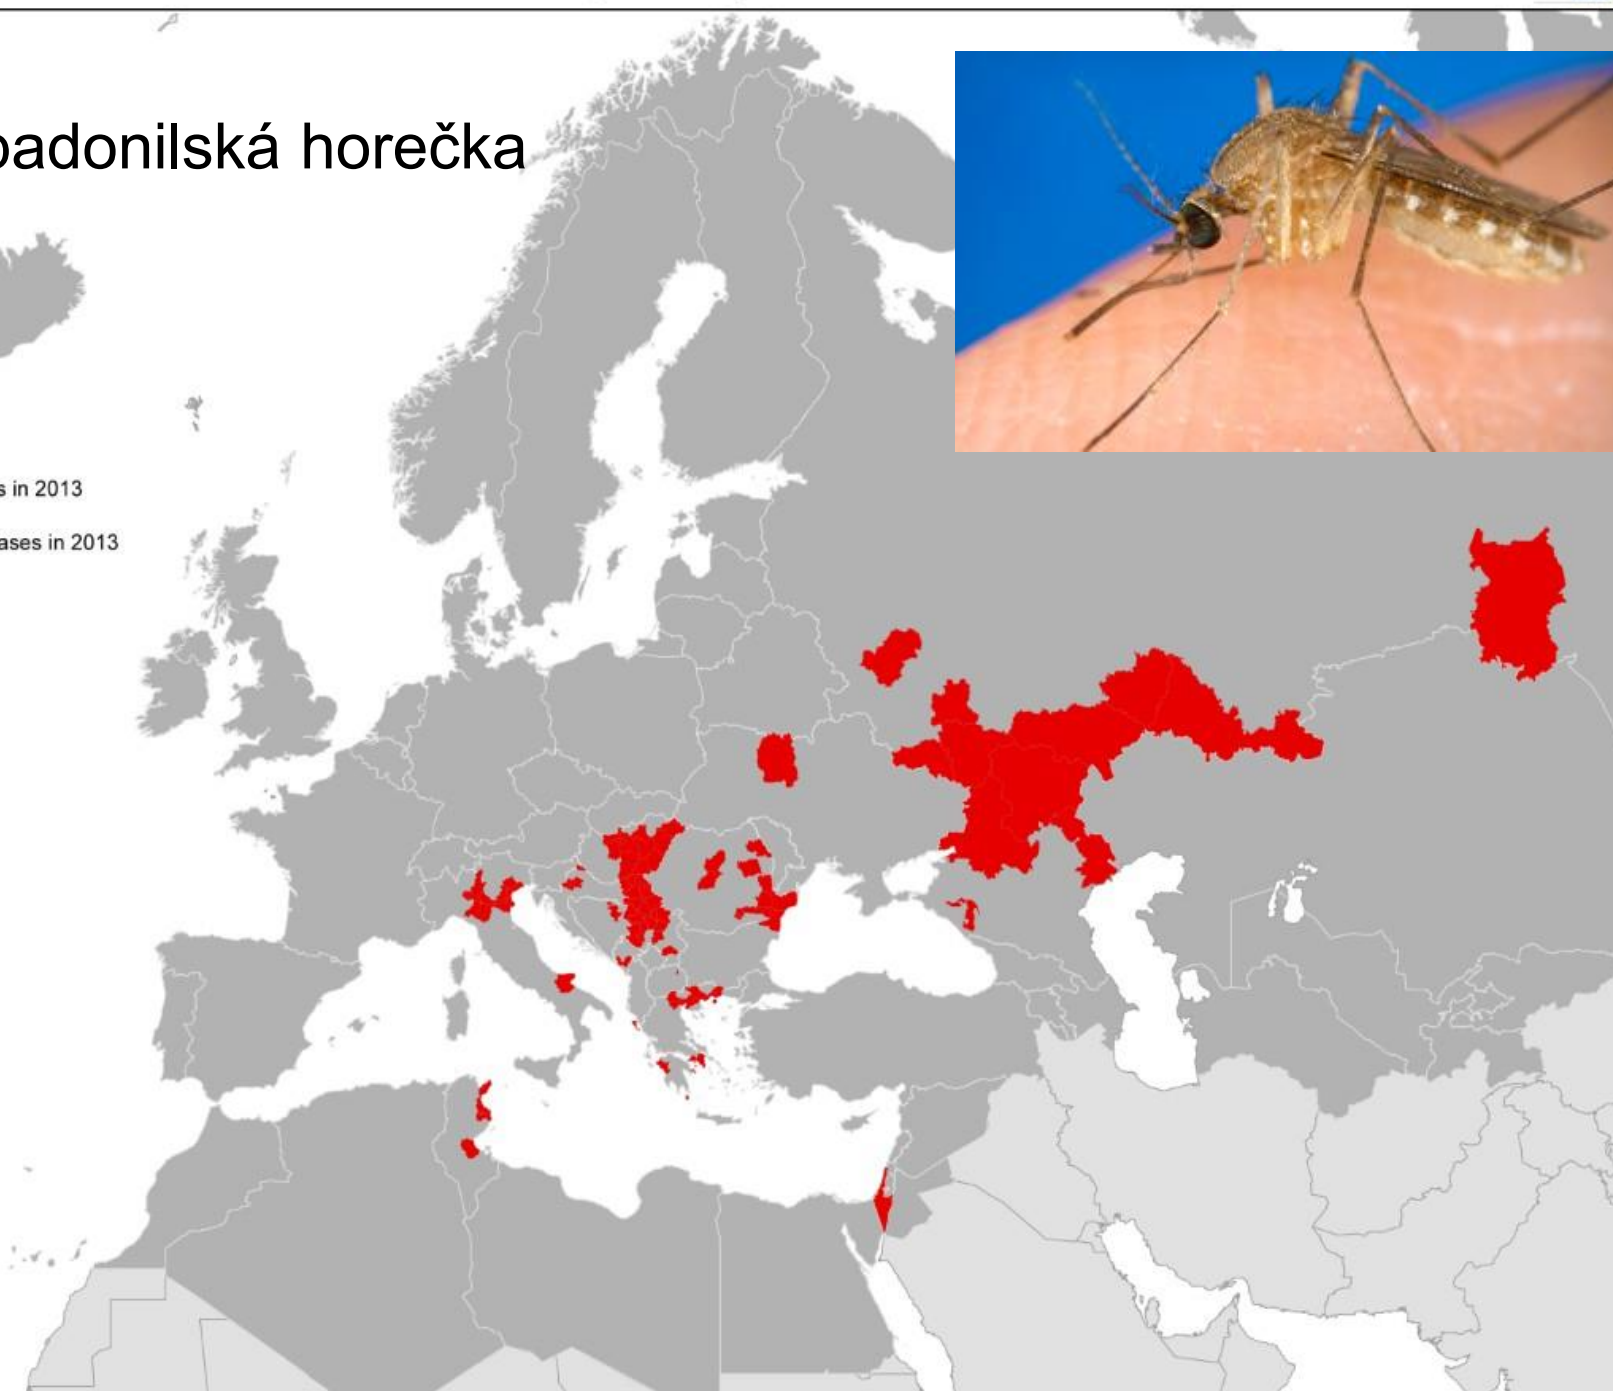 padonilská horečka
s in 2013
ases in 2013